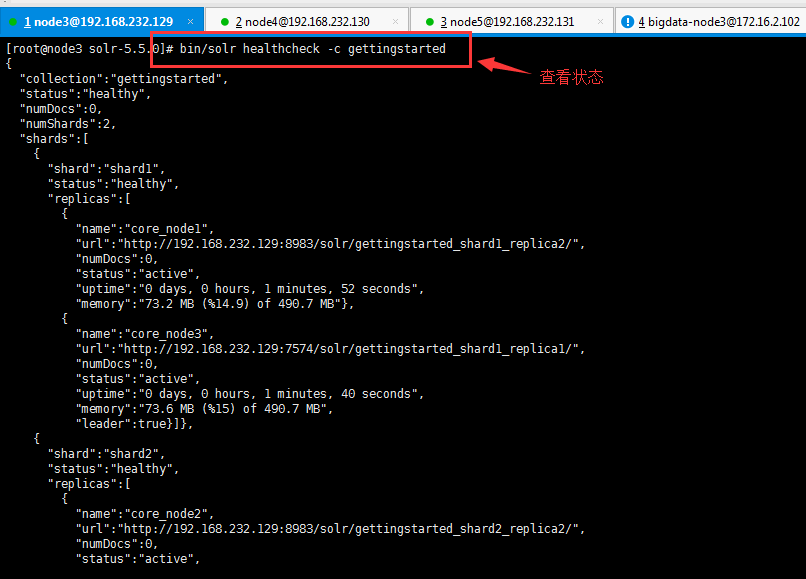 1 node3@192.168.232.129 × 2 node4@192.168.232.130 × 3 node5@192.168.232.131 × 4 bigdata-node3@172.16.2.102
[root@node3 solr-5.5.0]# bin/solr healthcheck -c gettingstarted
查看状态
{
"collection":"gettingstarted",
"status":"healthy",
"numDocs":0,
"numShards":2,
"shards":[
{
"shard":"shard1",
"status":"healthy",
"replicas":[
{
"name":"core_node1",
"url":"http://192.168.232.129:8983/solr/gettingstarted_shard1_replica2/",
"numDocs":0,
"status":"active",
"uptime":"0 days, 0 hours, 1 minutes, 52 seconds",
"memory":"73.2 MB (%14.9) of 490.7 MB"},
{
"name":"core_node3",
"url":"http://192.168.232.129:7574/solr/gettingstarted_shard1_replica1/",
"numDocs":0,
"status":"active",
"uptime":"0 days, 0 hours, 1 minutes, 40 seconds",
"memory":"73.6 MB (%15) of 490.7 MB",
"leader":true}]},
{
"shard":"shard2",
"status":"healthy",
"replicas":[
{
"name":"core_node2",
"url":"http://192.168.232.129:8983/solr/gettingstarted_shard2_replica2/",
"numDocs":0,
"status":"active",